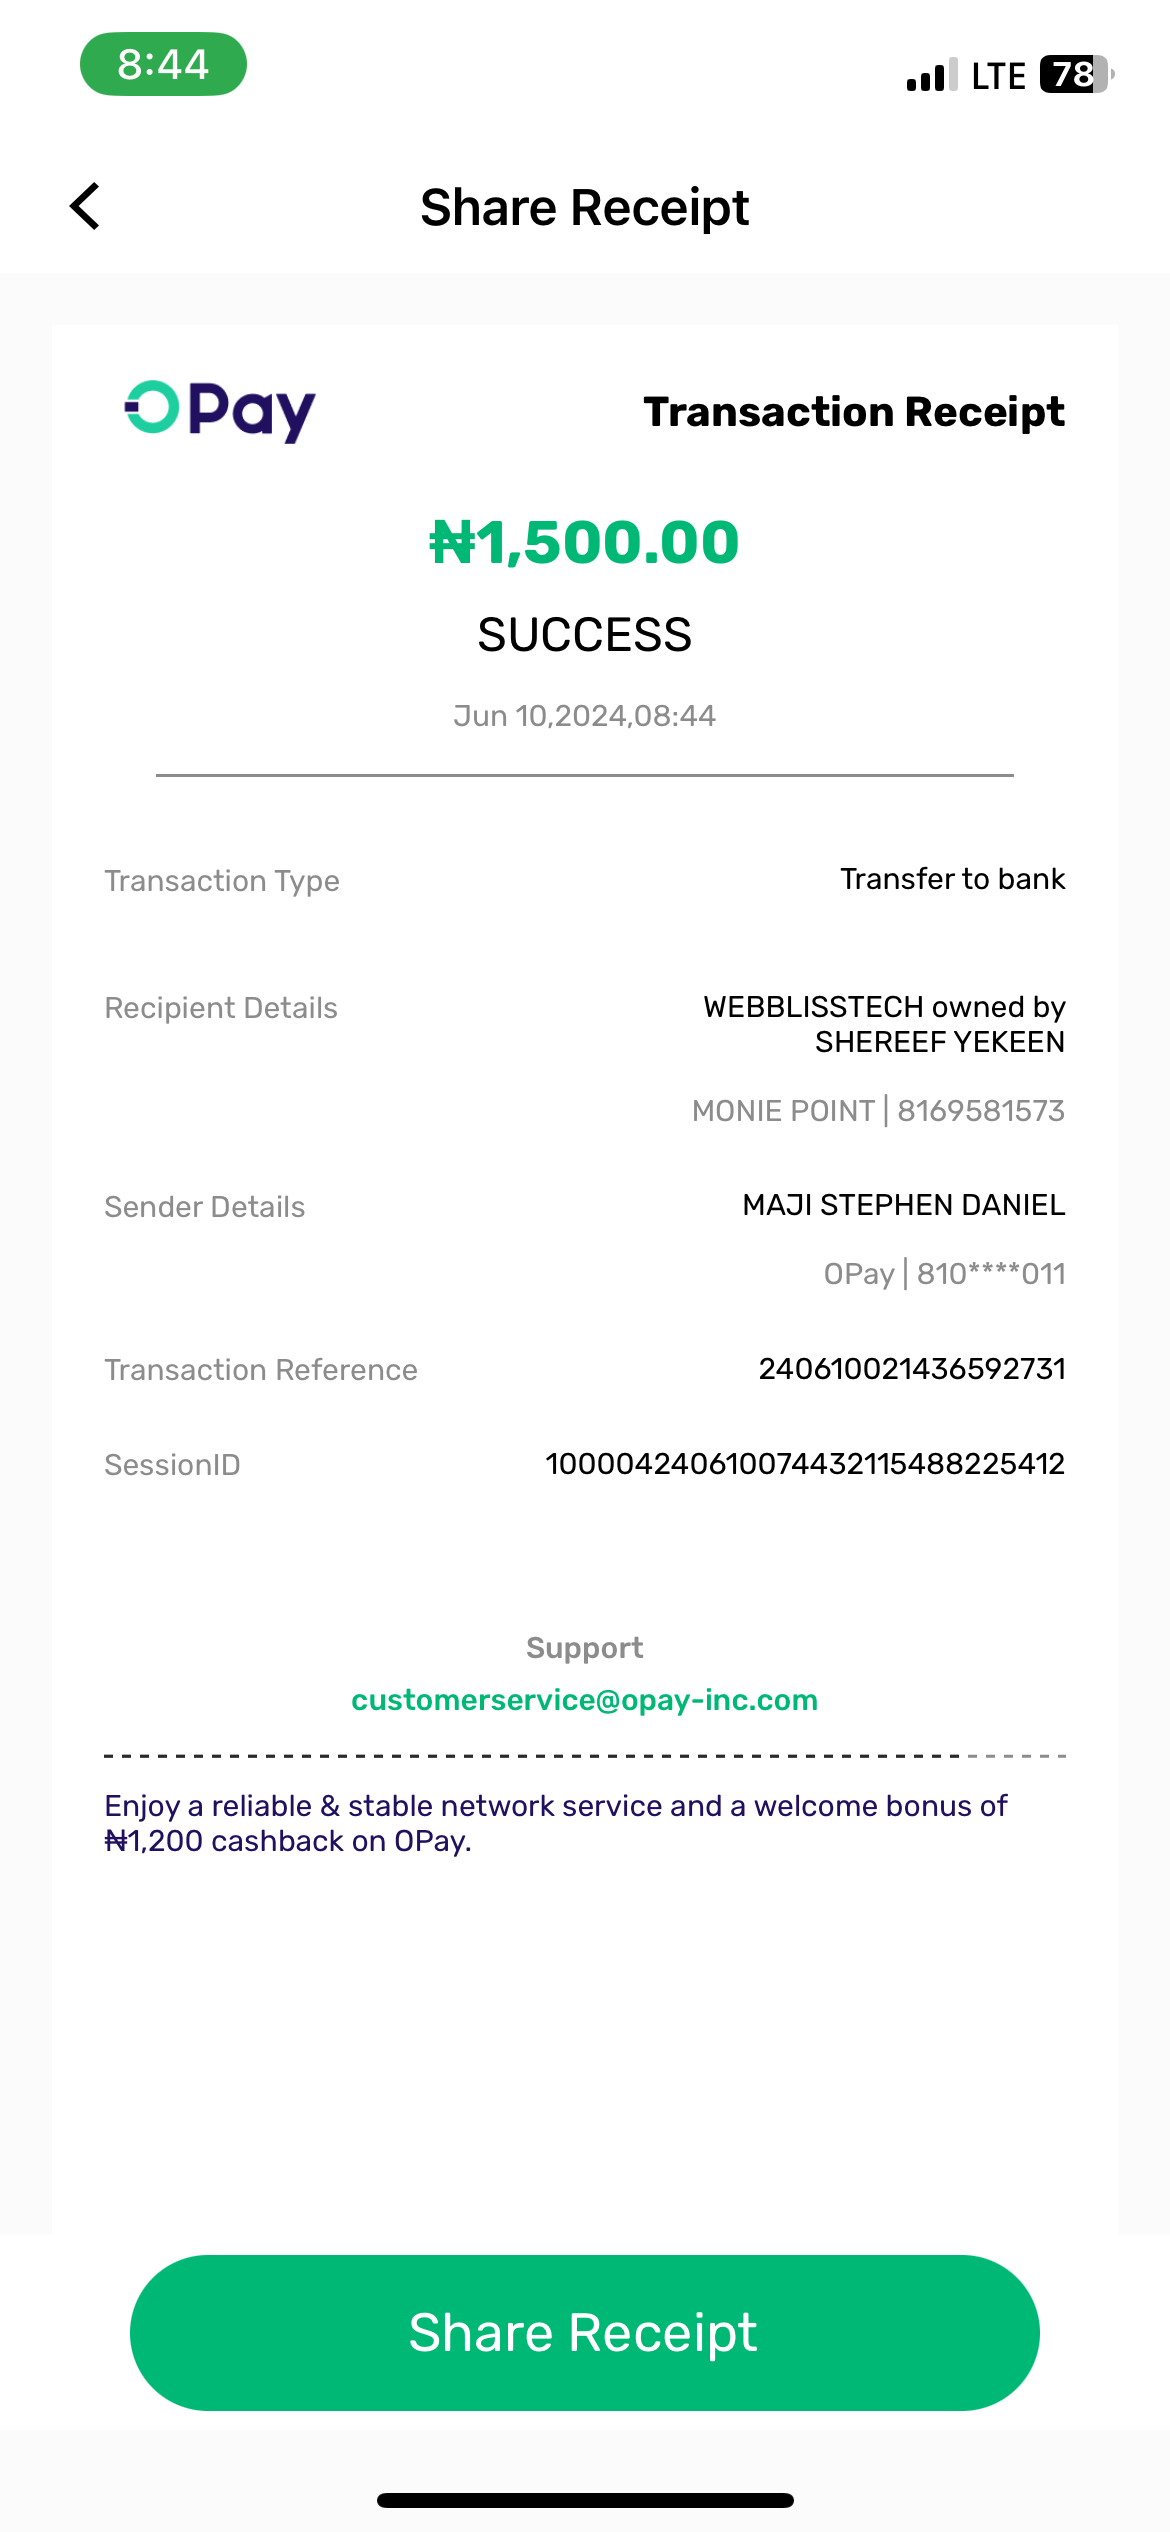 8:44
LTE 78
Share Receipt
OPay
Transaction Receipt
₦1,500.00
SUCCESS
Jun 10,2024,08:44
Transaction Type
Transfer to bank
Recipient Details
WEBBLISSTECH owned by
SHEREEF YEKEEN
MONIE POINT | 8169581573
Sender Details
MAJI STEPHEN DANIEL
OPay | 810****011
Transaction Reference
240610021436592731
SessionID
100004240610074432115488225412
Support
customerservice@opay-inc.com
Enjoy a reliable & stable network service and a welcome bonus of
₦1,200 cashback on OPay.
Share Receipt